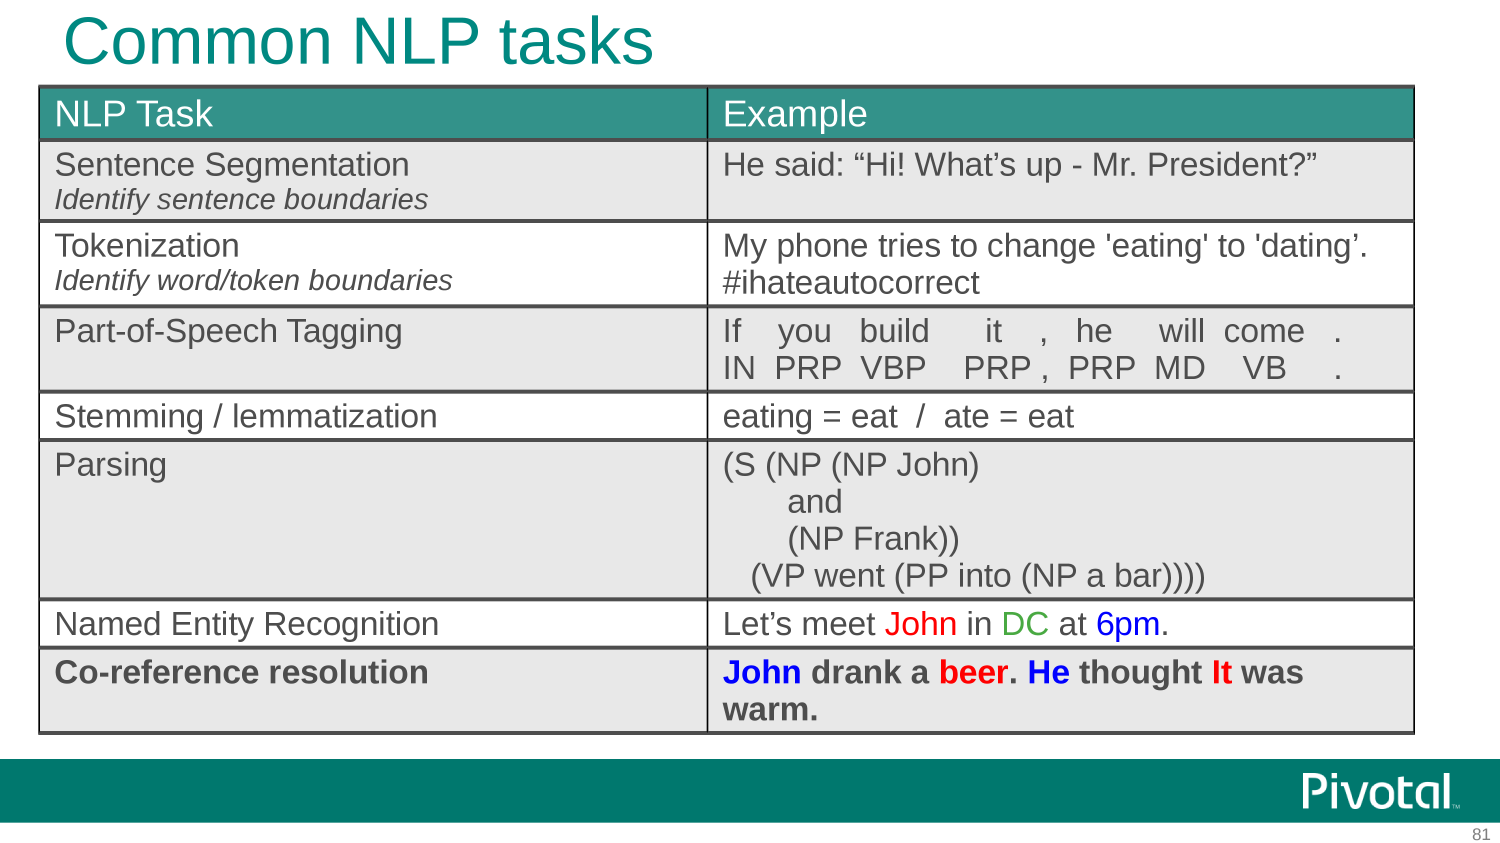 Common NLP tasks
NLP Task
Example
Sentence Segmentation
Identify sentence boundaries
He said: “Hi! What’s up - Mr. President?”
Tokenization
Identify word/token boundaries
My phone tries to change 'eating' to 'dating’.
#ihateautocorrect
Part-of-Speech Tagging
If you build it , he will come .
IN PRP VBP PRP , PRP MD VB .
Stemming / lemmatization
eating = eat / ate = eat
Parsing
(S (NP (NP John)
and
(NP Frank))
(VP went (PP into (NP a bar))))
Named Entity Recognition
Let’s meet John in DC at 6pm.
Co-reference resolution
John drank a beer. He thought It was
warm.
Pivotal™
81